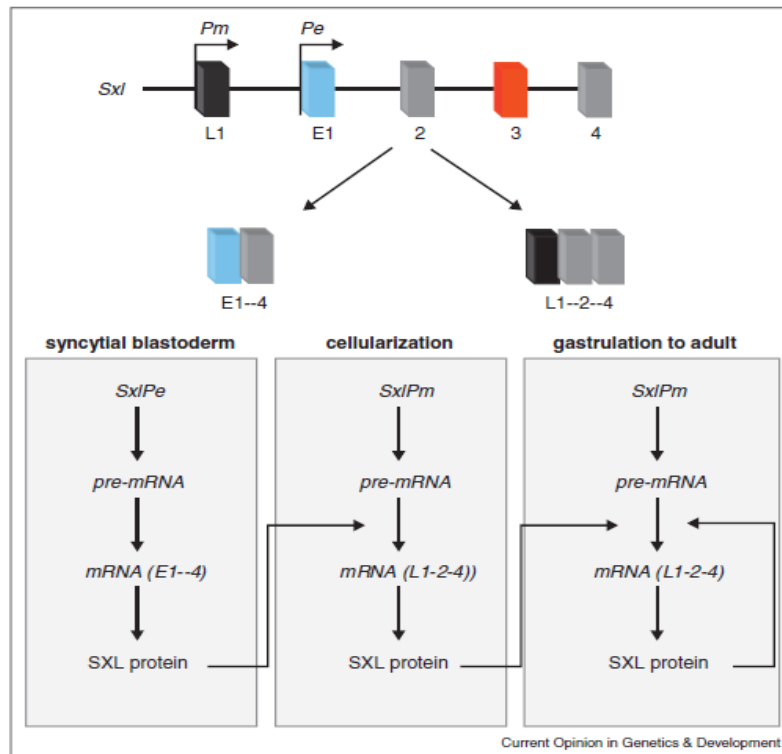 Pm Pe
Sxl
L1 E1 2 3 4
E1--4 L1--2--4
syncytial blastoderm cellularization gastrulation to adult
SxlPe SxlPm SxlPm
pre-mRNA pre-mRNA pre-mRNA
mRNA (E1--4) mRNA (L1-2-4)) mRNA (L1-2-4)
SXL protein SXL protein SXL protein
Current Opinion in Genetics & Development